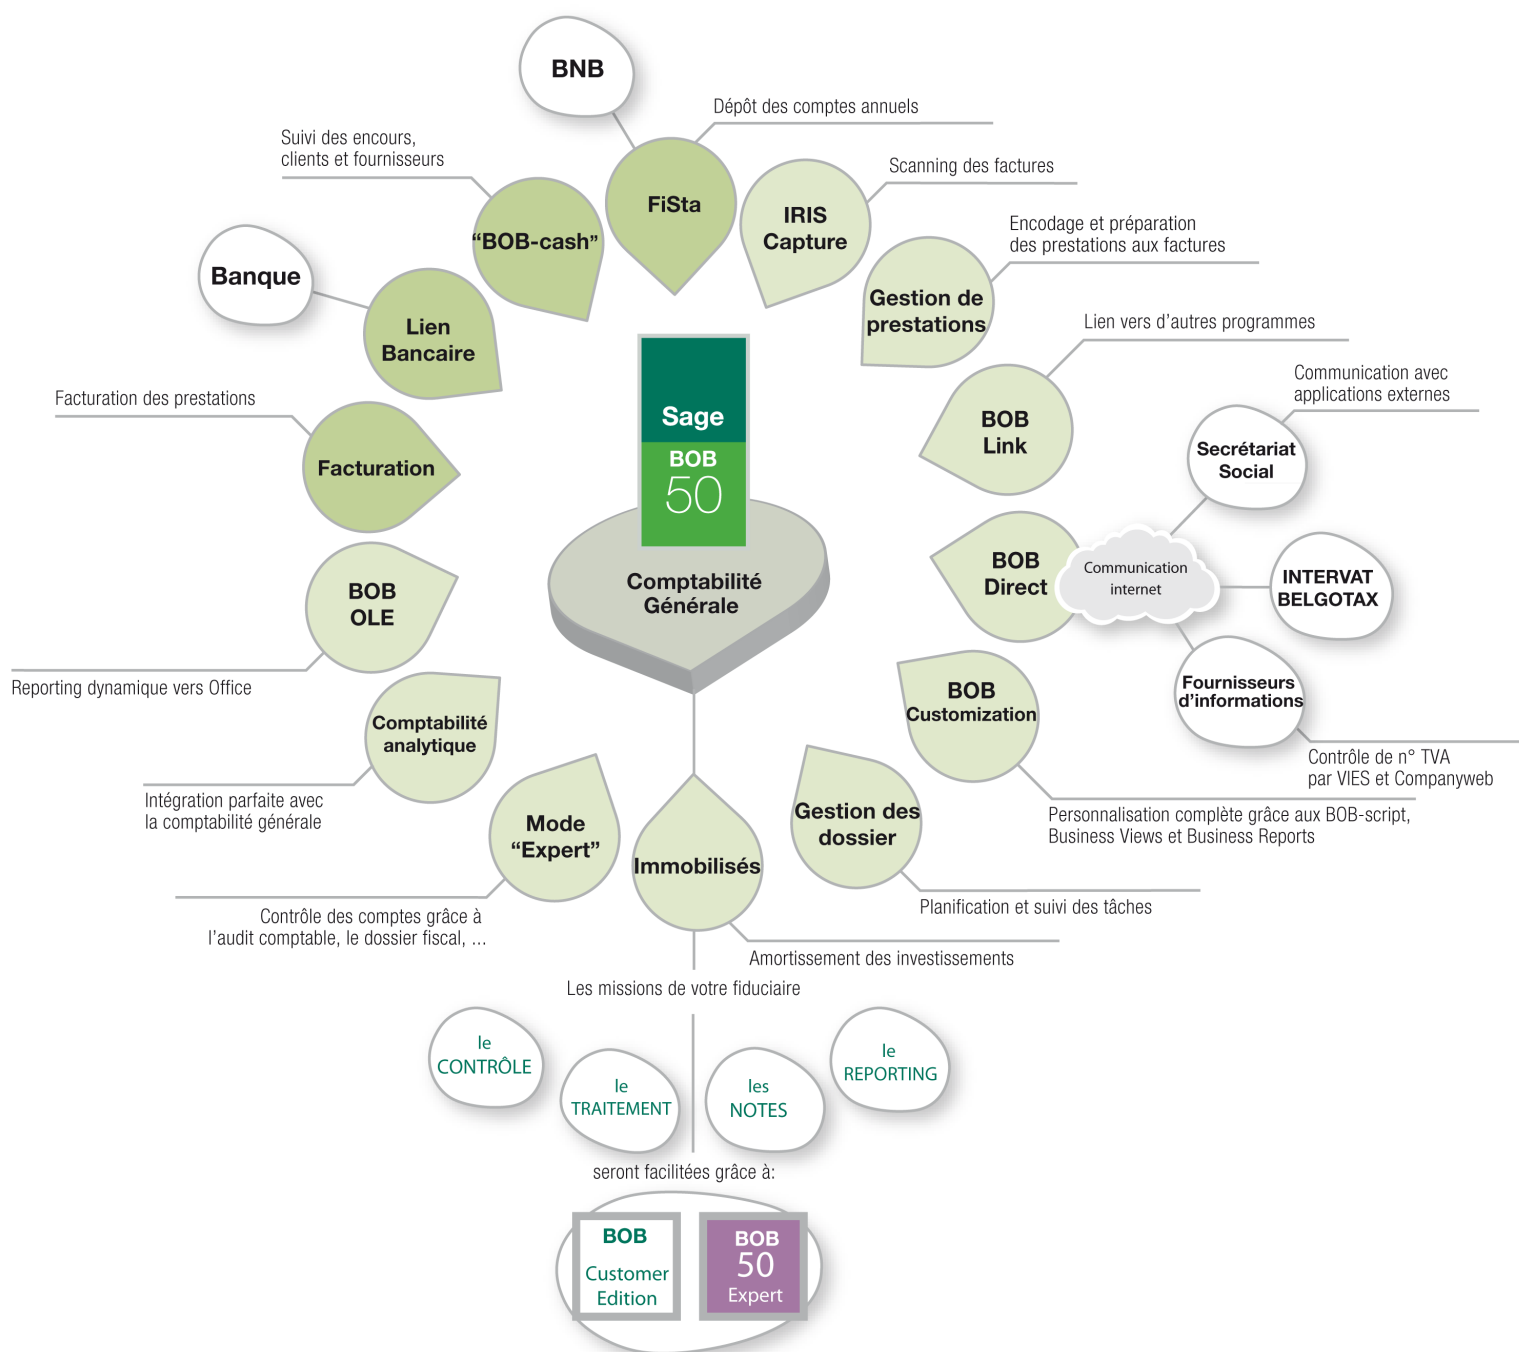 BNB
Dépôt des comptes annuels
Suivi des encours,
clients et fournisseurs
Scanning des factures
FiSta
IRIS
Capture
“BOB-cash”
Encodage et préparation
des prestations aux factures
Banque
Gestion de
prestations
Lien
Bancaire
Lien vers d’autres programmes
Communication avec
applications externes
Facturation des prestations
Sage
BOB
50
BOB
Link
Secrétariat
Social
Facturation
BOB
Direct
Communication
internet
INTERVAT
BELGOTAX
Comptabilité
Générale
BOB
OLE
Reporting dynamique vers Office
BOB
Customization
Fournisseurs
d’informations
Comptabilité
analytique
Contrôle de n° TVA
par VIES et Companyweb
Intégration parfaite avec
la comptabilité générale
Personnalisation complète grâce aux BOB-script,
Business Views et Business Reports
Mode
“Expert”
Immobilisés
Gestion des
dossier
Contrôle des comptes grâce à
l’audit comptable, le dossier fiscal, ...
Planification et suivi des tâches
Amortissement des investissements
Les missions de votre fiduciaire
le
CONTRÔLE
le
TRAITEMENT
les
NOTES
le
REPORTING
seront facilitées grâce à:
BOB
Customer
Edition
BOB
50
Expert